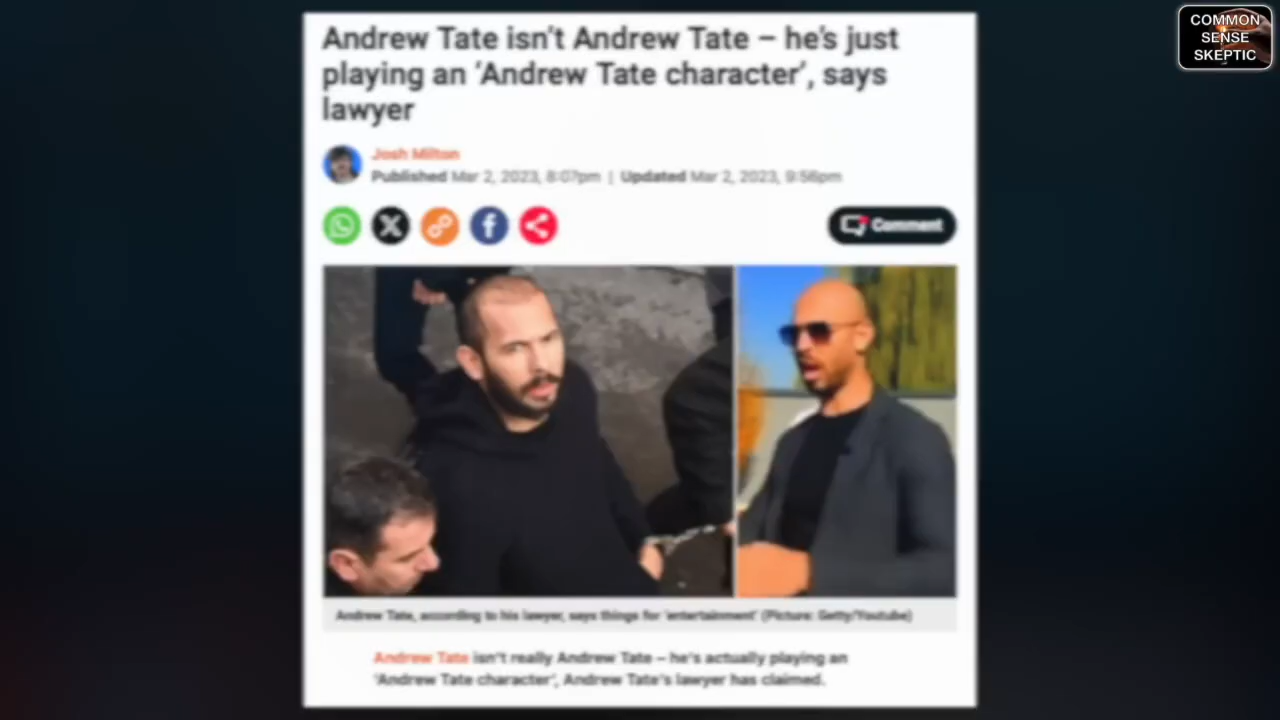 COMMON
SENSE
SKEPTIC
Andrew Tate isn't Andrew Tate – he's just
playing an 'Andrew Tate character', says
lawyer
Josh Milton
Published Mar 2, 2023, 8:07pm | Updated Mar 2, 2023, 9:56pm
Comment
Andrew Tate, according to his lawyer, says things for 'entertainment' (Picture: Getty/Youtube)
Andrew Tate isn't really Andrew Tate – he's actually playing an
'Andrew Tate character', Andrew Tate's lawyer has claimed.